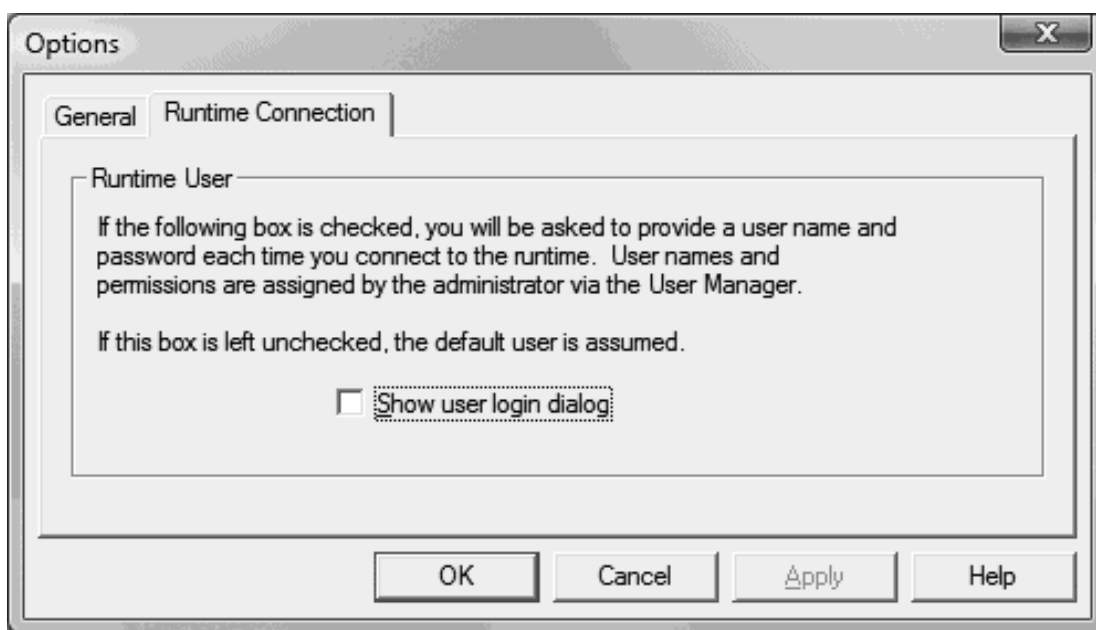 Options
General
Runtime Connection
Runtime User
If the following box is checked, you will be asked to provide a user name and
password each time you connect to the runtime.  User names and
permissions are assigned by the administrator via the User Manager.
If this box is left unchecked, the default user is assumed.
Show user login dialog
OK
Cancel
Apply
Help